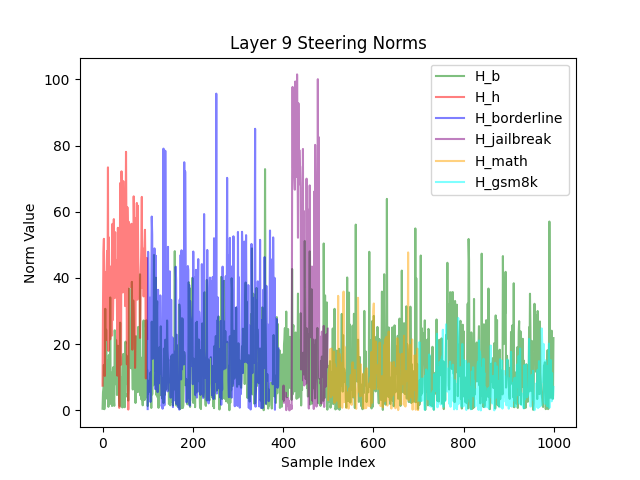 Layer 9 Steering Norms
Norm Value
100
80
60
40
20
0
H_b
H_h
H_borderline
H_jailbreak
H_math
H_gsm8k
0
200
400
600
800
1000
Sample Index